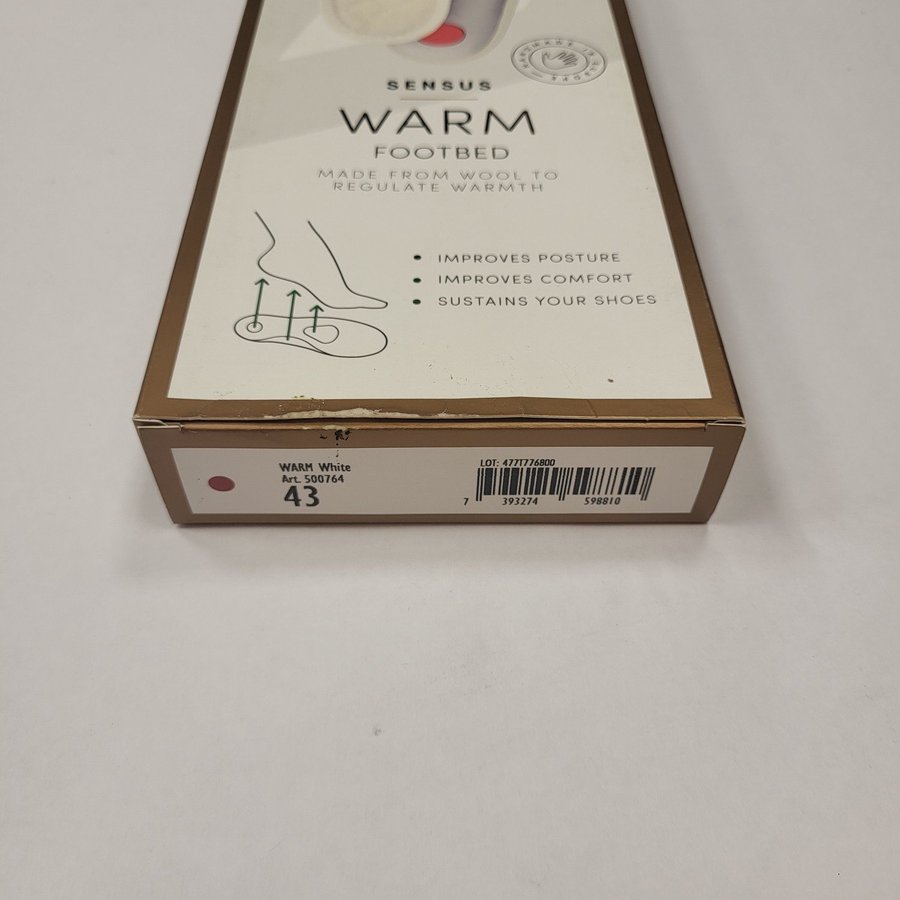 SENSUS
WARM
FOOTBED
MADE FROM WOOL TO
REGULATE WARMTH
• IMPROVES POSTURE
• IMPROVES COMFORT
• SUSTAINS YOUR SHOES
WARM White
Art. 500764
43
LOT: 4771776800
7 393274 598810